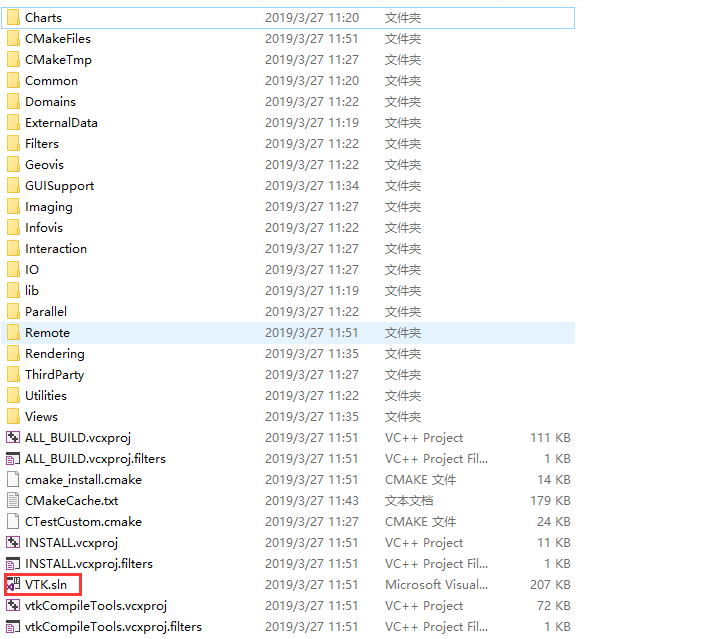 Charts 2019/3/27 11:20 文件夹
CMakeFiles 2019/3/27 11:51 文件夹
CMakeTmp 2019/3/27 11:27 文件夹
Common 2019/3/27 11:20 文件夹
Domains 2019/3/27 11:22 文件夹
ExternalData 2019/3/27 11:19 文件夹
Filters 2019/3/27 11:22 文件夹
Geovis 2019/3/27 11:22 文件夹
GUISupport 2019/3/27 11:34 文件夹
Imaging 2019/3/27 11:27 文件夹
Infovis 2019/3/27 11:22 文件夹
Interaction 2019/3/27 11:27 文件夹
IO 2019/3/27 11:27 文件夹
lib 2019/3/27 11:19 文件夹
Parallel 2019/3/27 11:22 文件夹
Remote 2019/3/27 11:51 文件夹
Rendering 2019/3/27 11:35 文件夹
ThirdParty 2019/3/27 11:27 文件夹
Utilities 2019/3/27 11:22 文件夹
Views 2019/3/27 11:35 文件夹
ALL_BUILD.vcxproj 2019/3/27 11:51 VC++ Project 111 KB
ALL_BUILD.vcxproj.filters 2019/3/27 11:51 VC++ Project Fil... 1 KB
cmake_install.cmake 2019/3/27 11:51 CMAKE 文件 14 KB
CMakeCache.txt 2019/3/27 11:43 文本文档 179 KB
CTestCustom.cmake 2019/3/27 11:27 CMAKE 文件 24 KB
INSTALL.vcxproj 2019/3/27 11:51 VC++ Project 11 KB
INSTALL.vcxproj.filters 2019/3/27 11:51 VC++ Project Fil... 1 KB
VTK.sln 2019/3/27 11:51 Microsoft Visual... 207 KB
vtkCompileTools.vcxproj 2019/3/27 11:51 VC++ Project 72 KB
vtkCompileTools.vcxproj.filters 2019/3/27 11:51 VC++ Project Fil... 1 KB